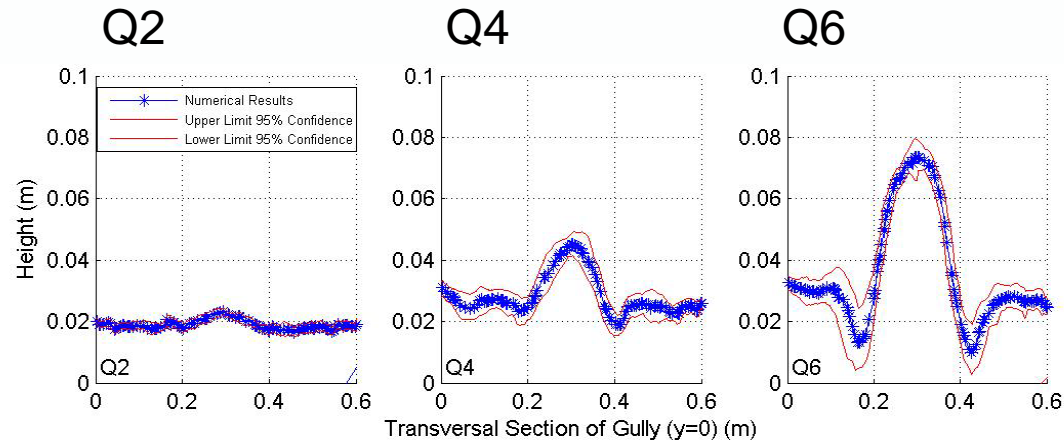 Q2 Q4 Q6
0.1 0.1 0.1
Numerical Results
Upper Limit 95% Confidence
Lower Limit 95% Confidence
0.08 0.08 0.08
0.06 0.06 0.06
Height (m)
0.04 0.04 0.04
0.02 0.02 0.02
Q2 Q4 Q6
0 0 0
0 0.2 0.4 0.6 0 0.2 0.4 0.6 0 0.2 0.4 0.6
Transversal Section of Gully (y=0) (m)